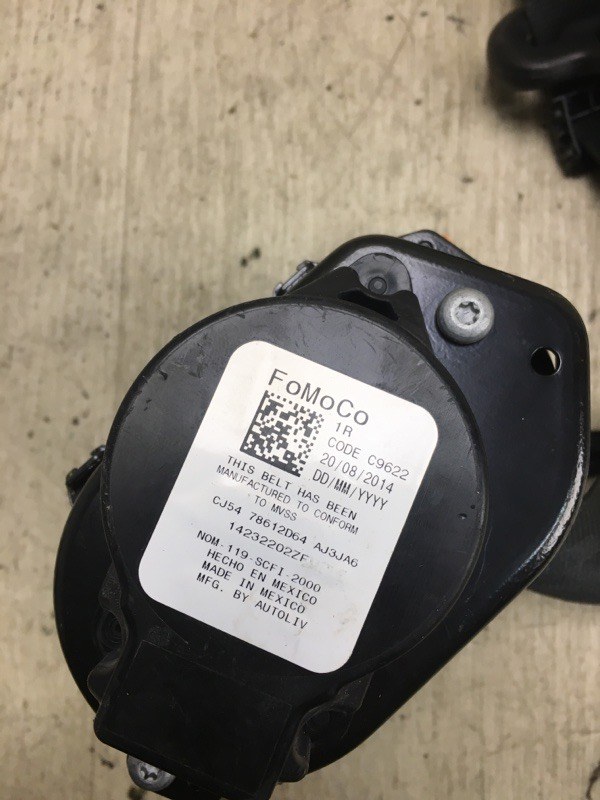 FoMoCo
1R
CODE C9622
20/08/2014
DD/MM/YYYY
THIS BELT HAS BEEN
MANUFACTURED TO CONFORM
TO MVSS
CJ54 78612D64 AJ3JA6
14232202ZF
NOM-119-SCFI-2000
HECHO EN MEXICO
MADE IN MEXICO
MFG. BY AUTOLIV